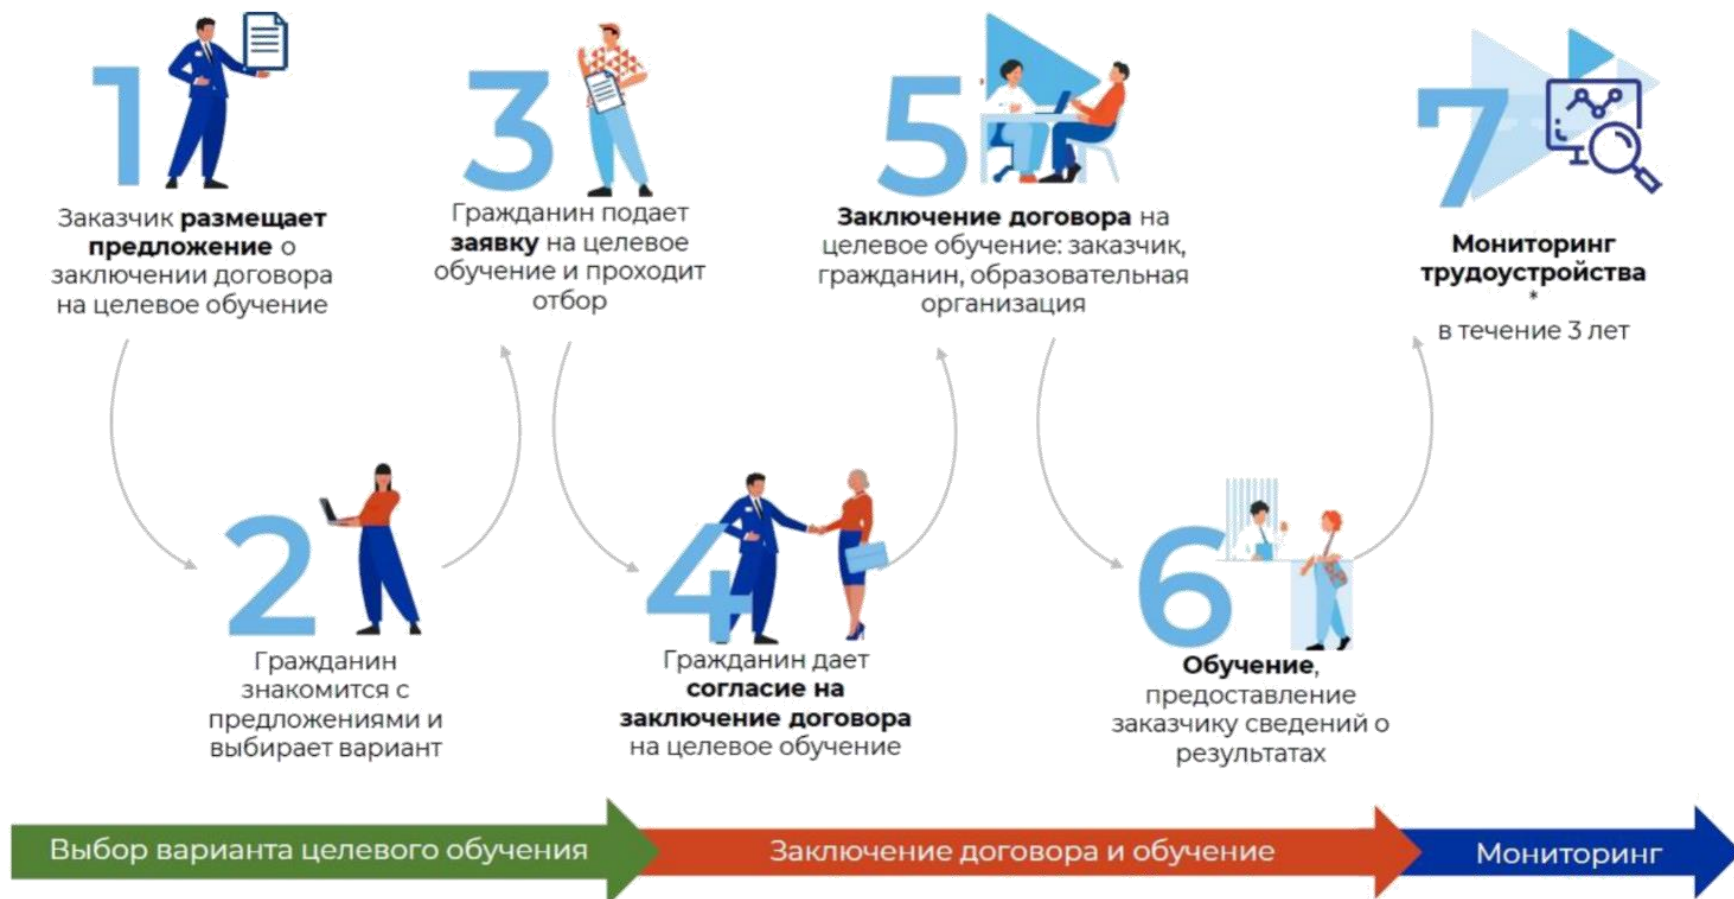 1
Заказчик размещает
предложение о
заключении договора
на целевое обучение
2
Гражданин
знакомится с
предложениями и
выбирает вариант
3
Гражданин подает
заявку на целевое
обучение и проходит
отбор
4
Гражданин дает
согласие на
заключение договора
на целевое обучение
5
Заключение договора на
целевое обучение: заказчик,
гражданин, образовательная
организация
6
Обучение,
предоставление
заказчику сведений о
результатах
7
Мониторинг
трудоустройства
*
в течение 3 лет
Выбор варианта целевого обучения
Заключение договора и обучение
Мониторинг